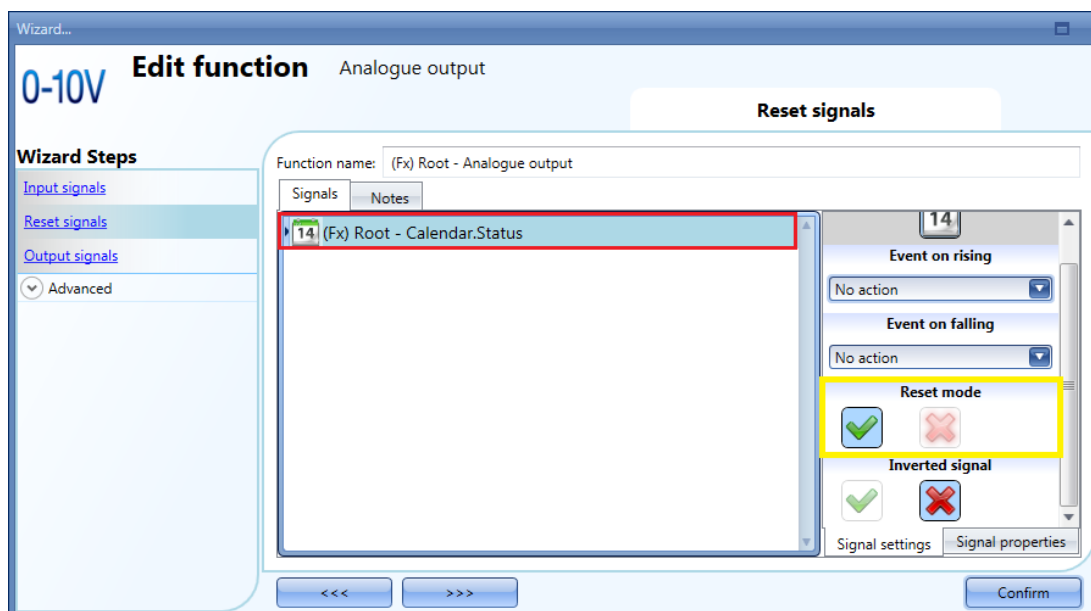 Wizard...
0-10V
Edit function Analogue output
Reset signals
Wizard Steps
Input signals
Reset signals
Output signals
Advanced
Function name: (Fx) Root - Analogue output
Signals Notes
14 (Fx) Root - Calendar.Status
14
Event on rising
No action
Event on falling
No action
Reset mode
Inverted signal
Signal settings Signal properties
<<< >>> Confirm